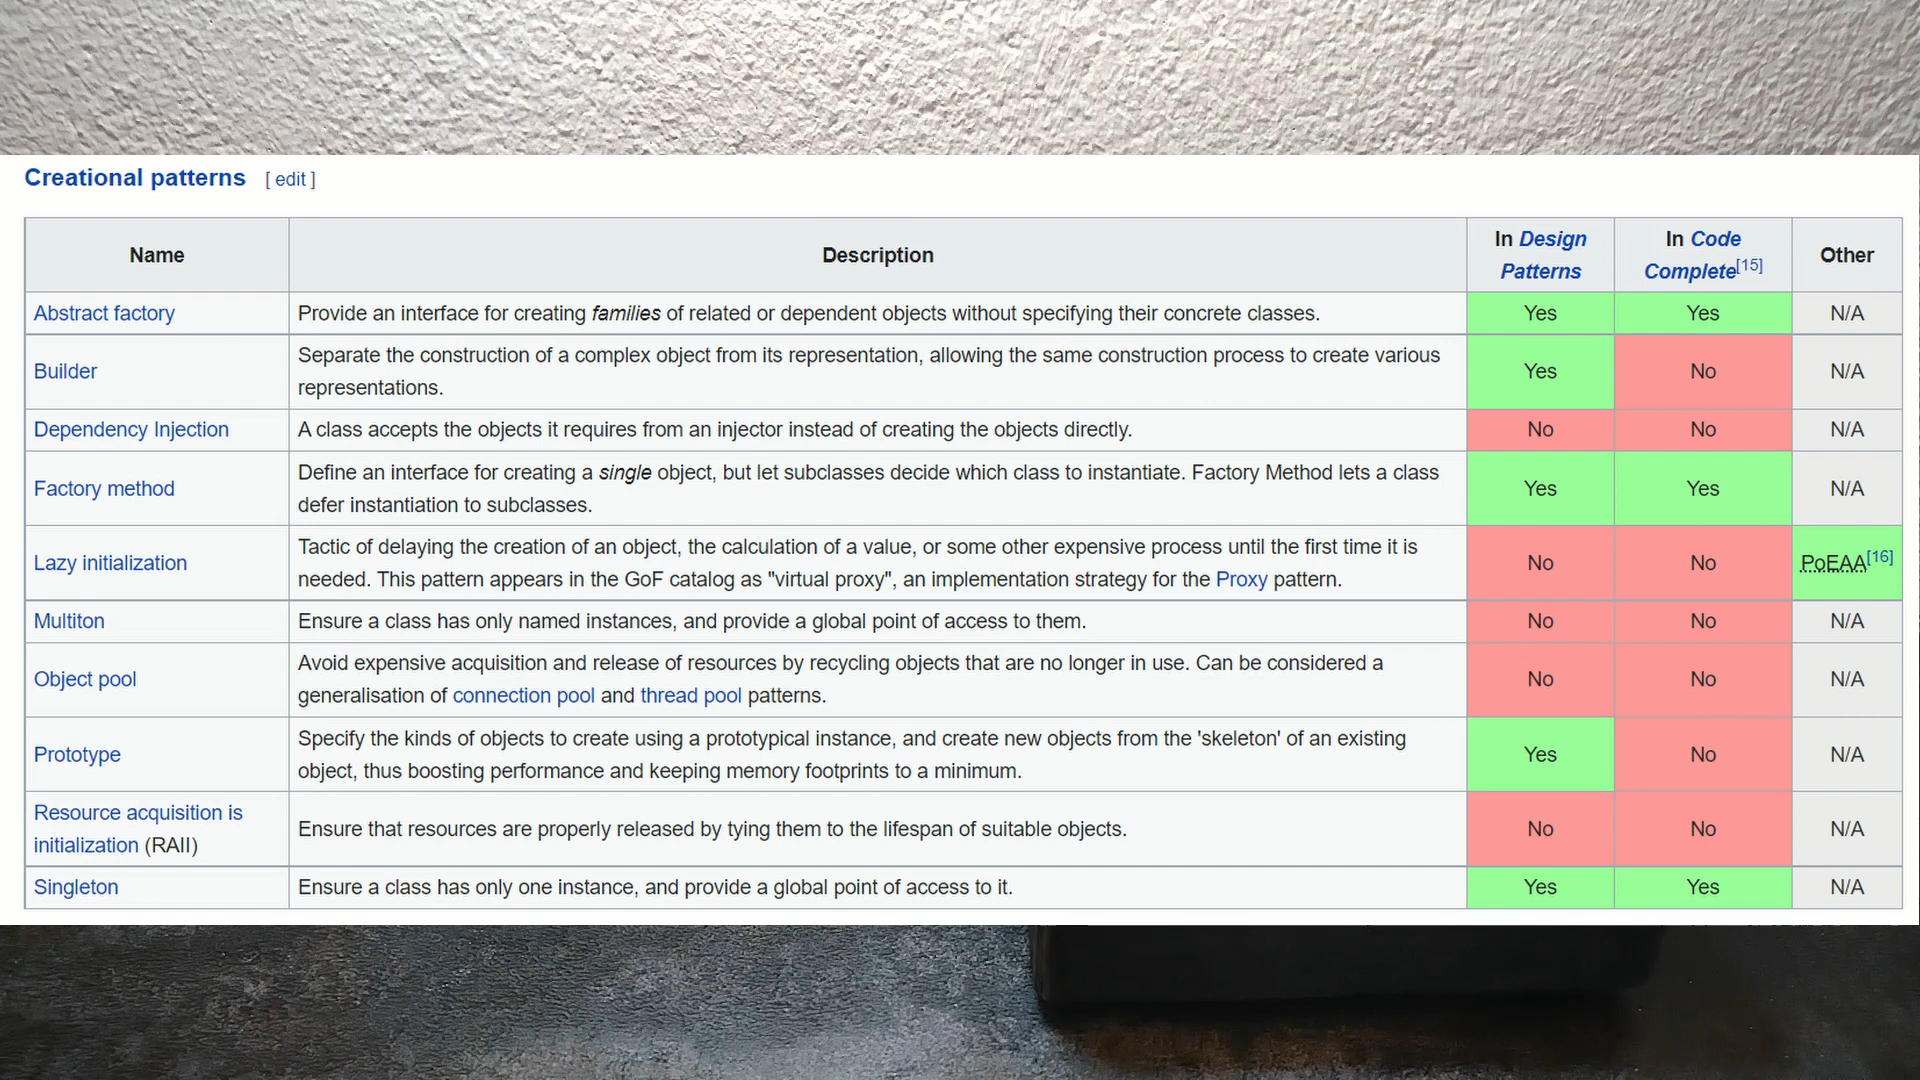 Creational patterns [ edit ]
Name Description In Design Patterns In Code Complete[15] Other
Abstract factory Provide an interface for creating families of related or dependent objects without specifying their concrete classes. Yes Yes N/A
Builder Separate the construction of a complex object from its representation, allowing the same construction process to create various
representations. Yes No N/A
Dependency Injection A class accepts the objects it requires from an injector instead of creating the objects directly. No No N/A
Factory method Define an interface for creating a single object, but let subclasses decide which class to instantiate. Factory Method lets a class
defer instantiation to subclasses. Yes Yes N/A
Lazy initialization Tactic of delaying the creation of an object, the calculation of a value, or some other expensive process until the first time it is
needed. This pattern appears in the GoF catalog as "virtual proxy", an implementation strategy for the Proxy pattern. No No PoEAA[16]
Multiton Ensure a class has only named instances, and provide a global point of access to them. No No N/A
Object pool Avoid expensive acquisition and release of resources by recycling objects that are no longer in use. Can be considered a
generalisation of connection pool and thread pool patterns. No No N/A
Prototype Specify the kinds of objects to create using a prototypical instance, and create new objects from the 'skeleton' of an existing
object, thus boosting performance and keeping memory footprints to a minimum. Yes No N/A
Resource acquisition is
initialization (RAII) Ensure that resources are properly released by tying them to the lifespan of suitable objects. No No N/A
Singleton Ensure a class has only one instance, and provide a global point of access to it. Yes Yes N/A